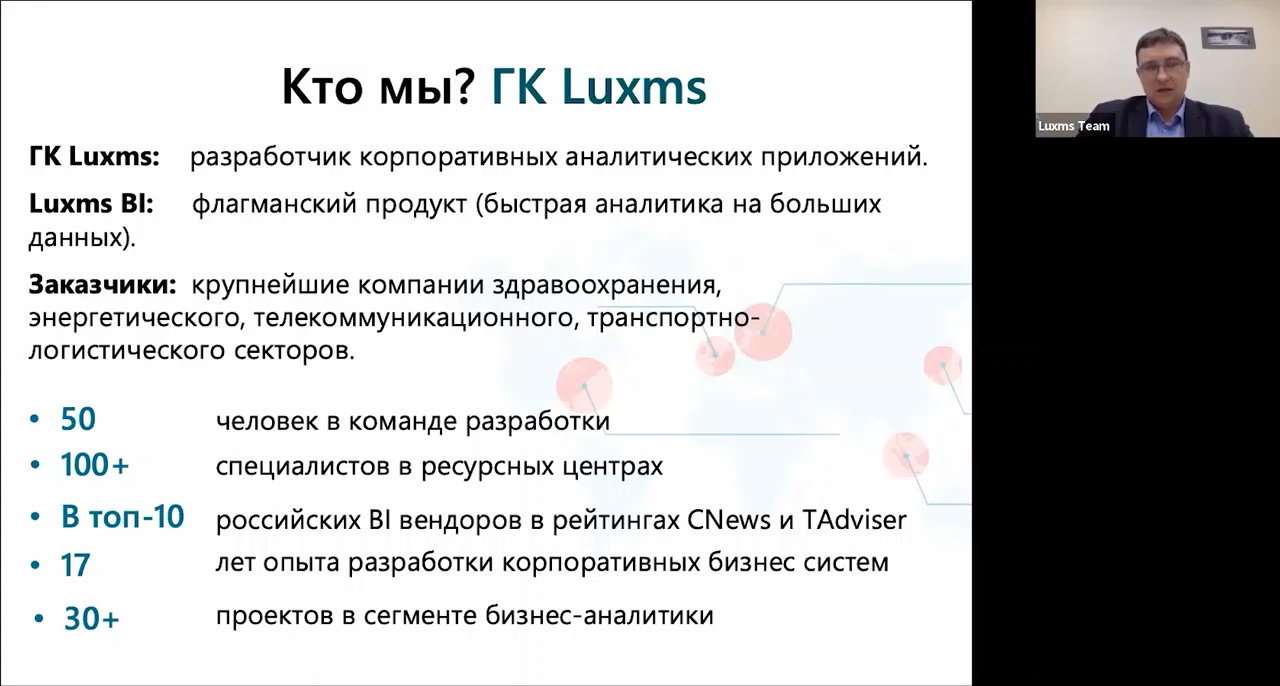 Кто мы? ГК Luxms
ГК Luxms: разработчик корпоративных аналитических приложений.
Luxms BI: флагманский продукт (быстрая аналитика на больших
данных).
Заказчики: крупнейшие компании здравоохранения,
энергетического, телекоммуникационного, транспортно-
логистического секторов.
• 50 человек в команде разработки
• 100+ специалистов в ресурсных центрах
• В топ-10 российских BI вендоров в рейтингах CNews и TAdviser
• 17 лет опыта разработки корпоративных бизнес систем
• 30+ проектов в сегменте бизнес-аналитики
Luxms Team